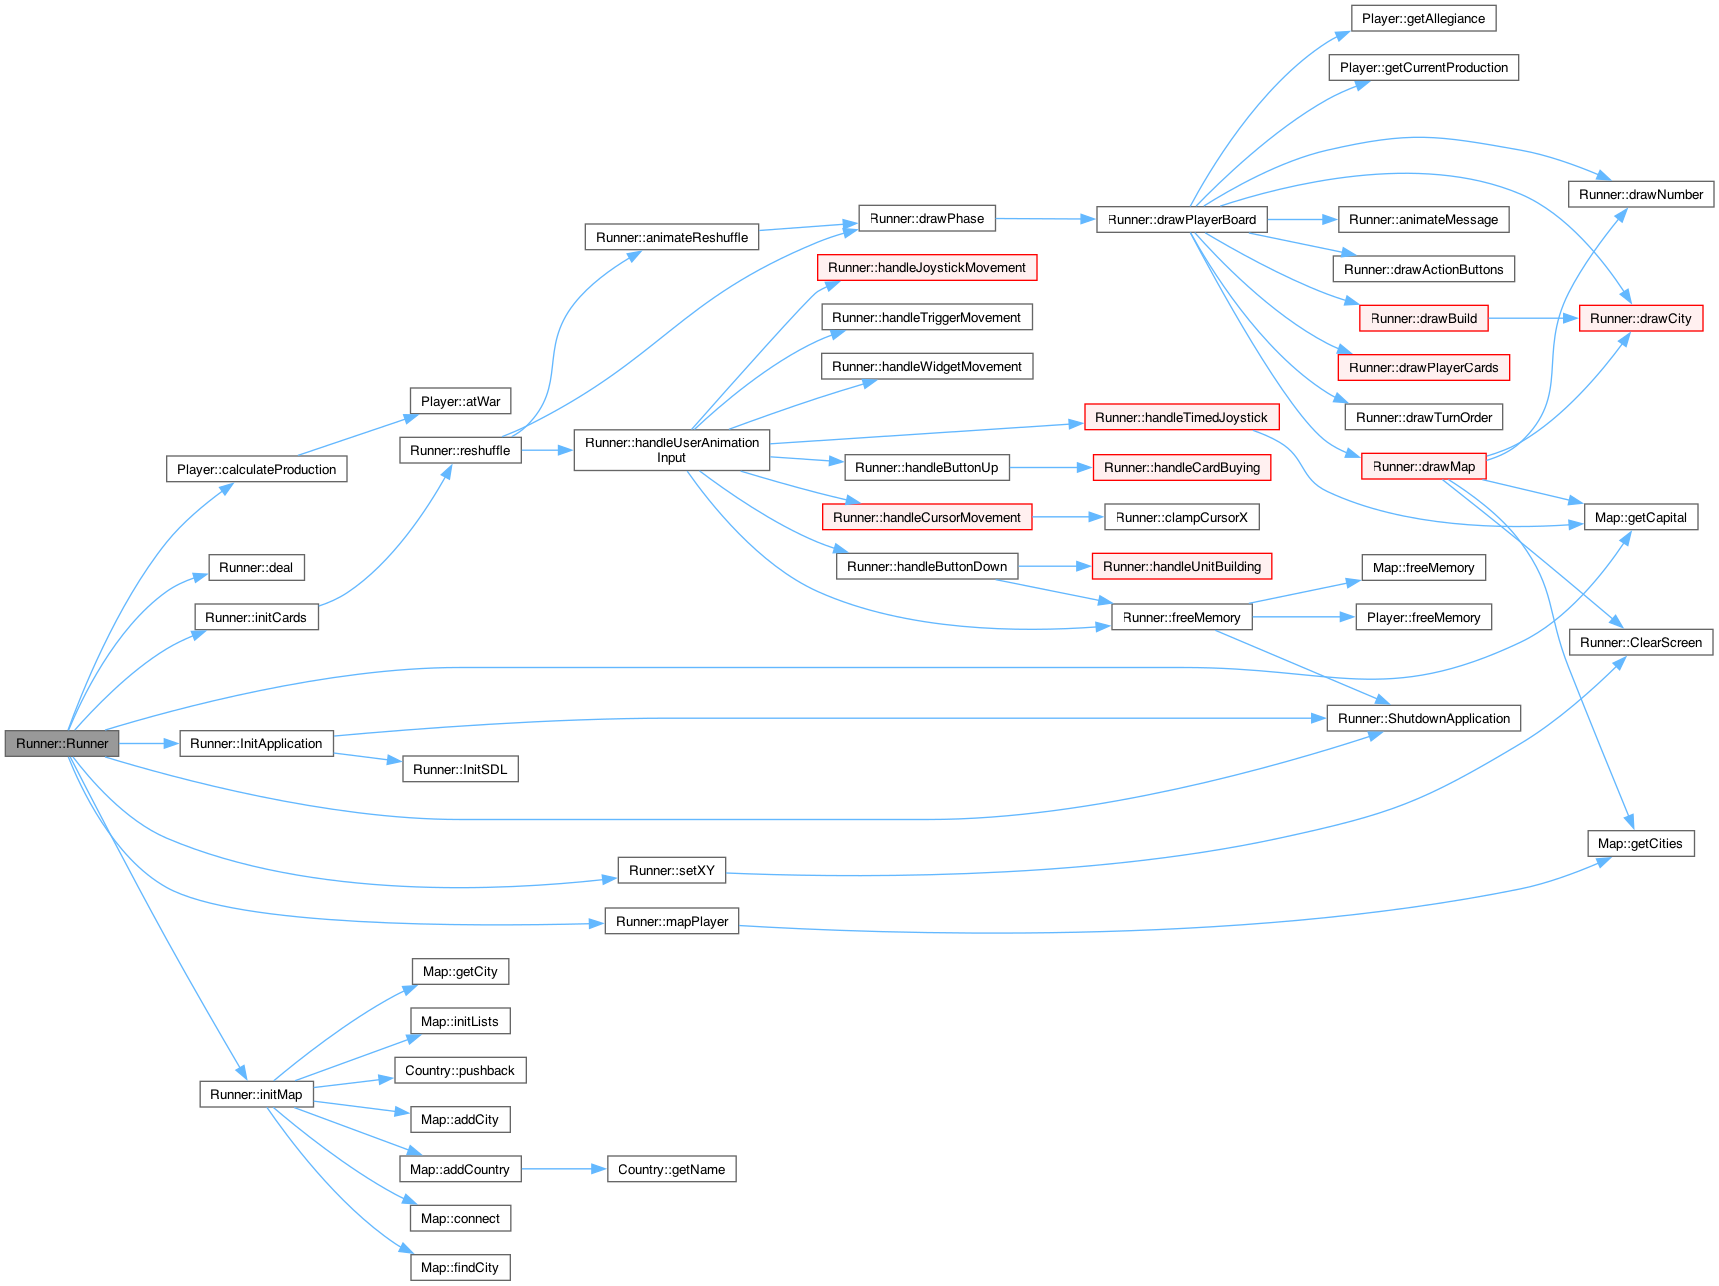 Player::getAllegiance
Player::getCurrentProduction
Runner::drawNumber
Runner::drawPhase
Runner::drawPlayerBoard
Runner::animateMessage
Runner::animateReshuffle
Runner::handleJoystickMovement
Runner::drawActionButtons
Runner::handleTriggerMovement
Runner::drawBuild
Runner::drawCity
Runner::handleWidgetMovement
Runner::drawPlayerCards
Player::atWar
Runner::handleTimedJoystick
Runner::drawTurnOrder
Runner::reshuffle
Runner::handleUserAnimation
Input
Player::calculateProduction
Runner::handleButtonUp
Runner::handleCardBuying
Runner::drawMap
Runner::handleCursorMovement
Runner::clampCursorX
Map::getCapital
Runner::deal
Runner::handleButtonDown
Runner::handleUnitBuilding
Map::freeMemory
Runner::initCards
Runner::freeMemory
Player::freeMemory
Runner::ClearScreen
Runner::ShutdownApplication
Runner::Runner
Runner::InitApplication
Runner::InitSDL
Map::getCities
Runner::setXY
Runner::mapPlayer
Map::getCity
Map::initLists
Country::pushback
Runner::initMap
Map::addCity
Map::addCountry
Country::getName
Map::connect
Map::findCity